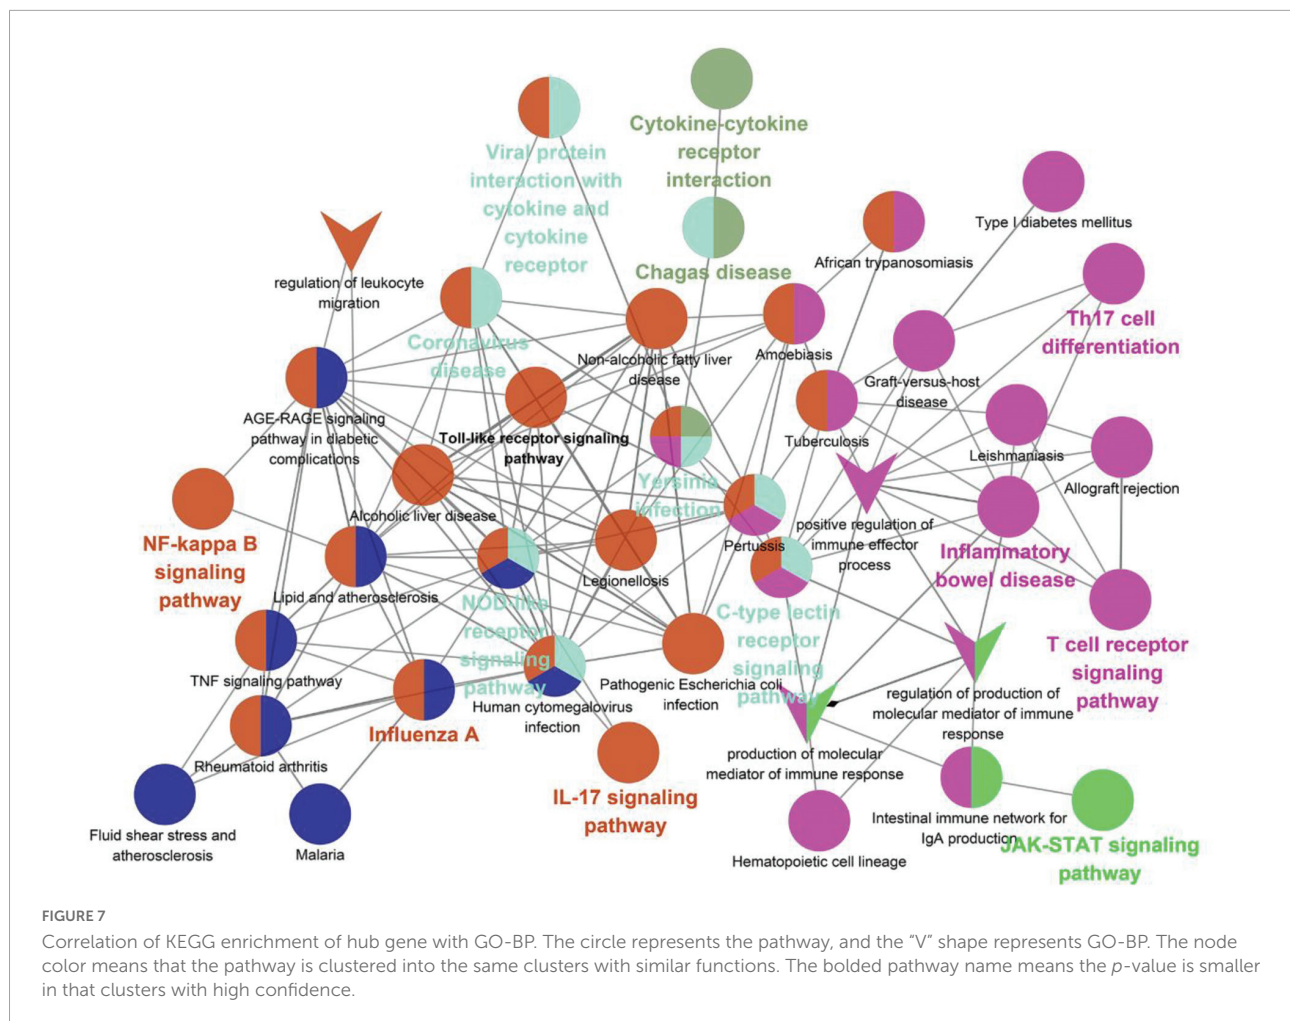 Cytokine-cytokine
receptor
interaction
Viral protein
interaction with
cytokine and
cytokine
receptor
Type I diabetes mellitus
African trypanosomiasis
Chagas disease
regulation of leukocyte
migration
Th17 cell
differentiation
Coronavirus
disease
Non-alcoholic fatty liver
disease
Amoebiasis
Graft-versus-host
disease
AGE-RAGE signaling
pathway in diabetic
complications
Toll-like receptor signaling
pathway
Tuberculosis
Leishmaniasis
Yersinia
infection
Allograft rejection
Alcoholic liver disease
positive regulation of
immune effector
process
NF-kappa B
signaling
pathway
Pertussis
Inflammatory
bowel disease
Legionellosis
Lipid and atherosclerosis
NOD-like
receptor
signaling
pathway
C-type lectin
receptor
signaling
pathway
T cell receptor
signaling
pathway
TNF signaling pathway
Pathogenic Escherichia coli
infection
regulation of production of
molecular mediator of immune
response
Human cytomegalovirus
infection
Influenza A
production of molecular
mediator of immune response
Rheumatoid arthritis
IL-17 signaling
pathway
Intestinal immune network for
IgA production
Fluid shear stress and
atherosclerosis
Malaria
Hematopoietic cell lineage
JAK-STAT signaling
pathway
FIGURE 7
Correlation of KEGG enrichment of hub gene with GO-BP. The circle represents the pathway, and the “V” shape represents GO-BP. The node
color means that the pathway is clustered into the same clusters with similar functions. The bolded pathway name means the p-value is smaller
in that clusters with high confidence.